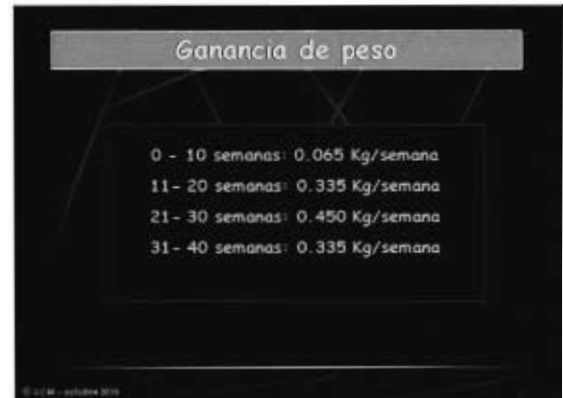 Ganancia de peso
0 - 10 semanas: 0.065 Kg/semana
11- 20 semanas: 0.335 Kg/semana
21- 30 semanas: 0.450 Kg/semana
31- 40 semanas: 0.335 Kg/semana
octubre